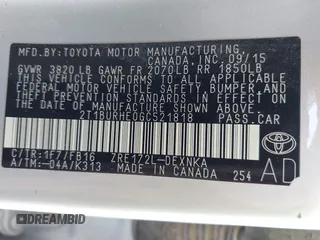 MFD. BY:TOYOTA MOTOR MANUFACTURING,
CANADA, INC. 09/15
GVWR 3820 LB GAWR FR 2070LB RR 1850LB
THIS VEHICLE CONFORMS TO ALL APPLICABLE
FEDERAL MOTOR VEHICLE SAFETY, BUMPER, AND
THEFT PREVENTION STANDARDS IN EFFECT ON
THE DATE OF MANUFACTURE SHOWN ABOVE.
2T1BURHE0GC521818 PASS.CAR
C/TR:1F7/FB16 ZRE172L-DEXNKA
A/TM:-04A/K313 MADE IN CANADA 254
AD
TOYOTA
DREAMBID